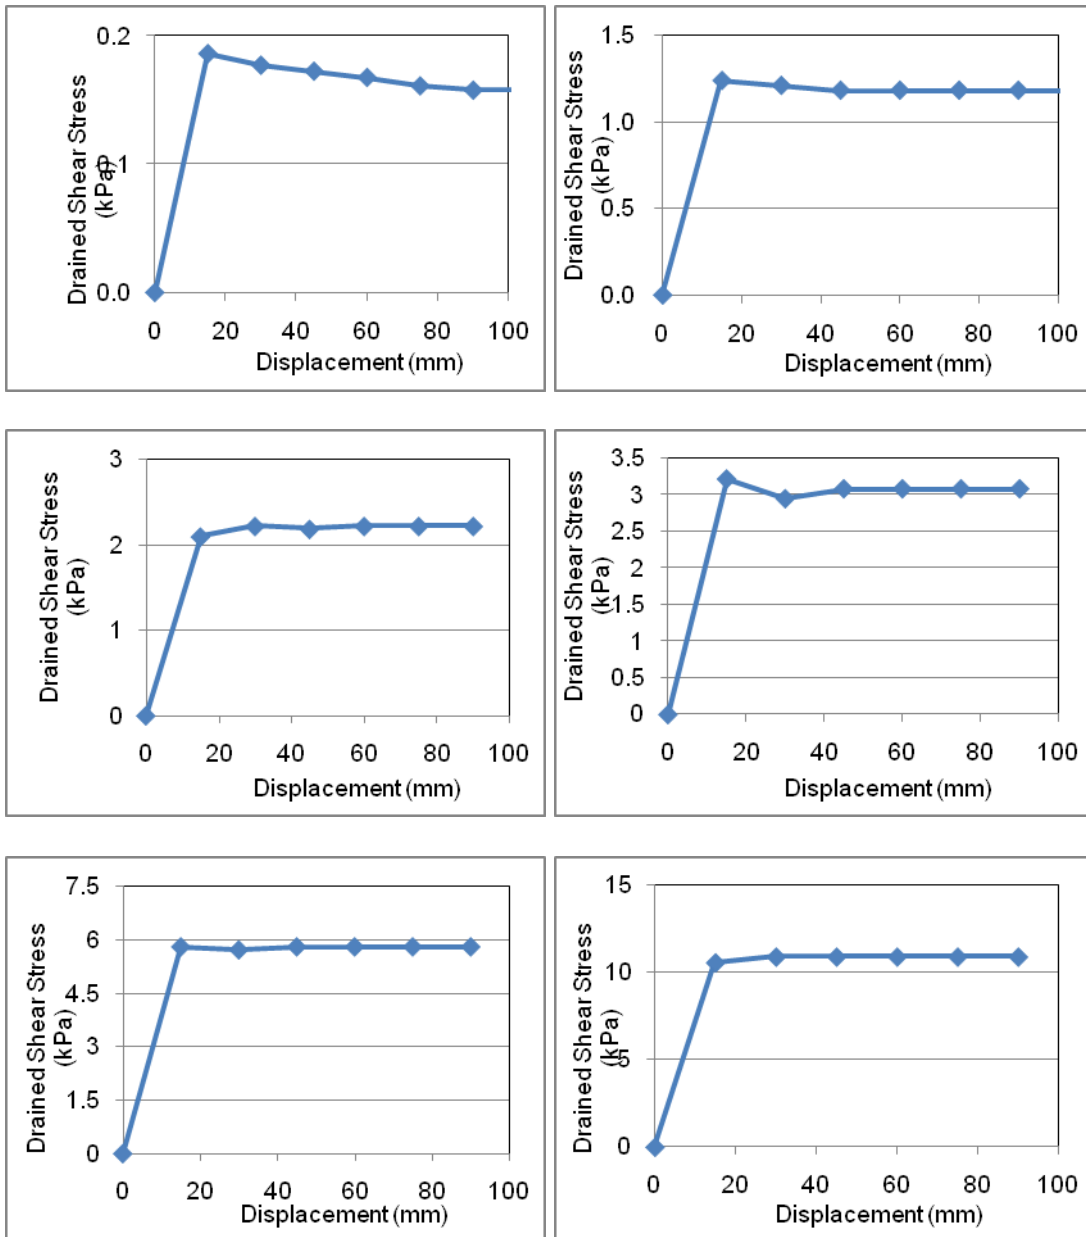 Drained Shear Stress
(kPa)
0.2
0.1
0.0
0 20 40 60 80 100
Displacement (mm)
Drained Shear Stress
(kPa)
1.5
1.0
0.5
0.0
0 20 40 60 80 100
Displacement (mm)
Drained Shear Stress
(kPa)
3
2
1
0
0 20 40 60 80 100
Displacement (mm)
Drained Shear Stress
(kPa)
3.5
3
2.5
2
1.5
1
0.5
0
0 20 40 60 80 100
Displacement (mm)
Drained Shear Stress
(kPa)
7.5
6
4.5
3
1.5
0
0 20 40 60 80 100
Displacement (mm)
Drained Shear Stress
(kPa)
15
10
5
0
0 20 40 60 80 100
Displacement (mm)